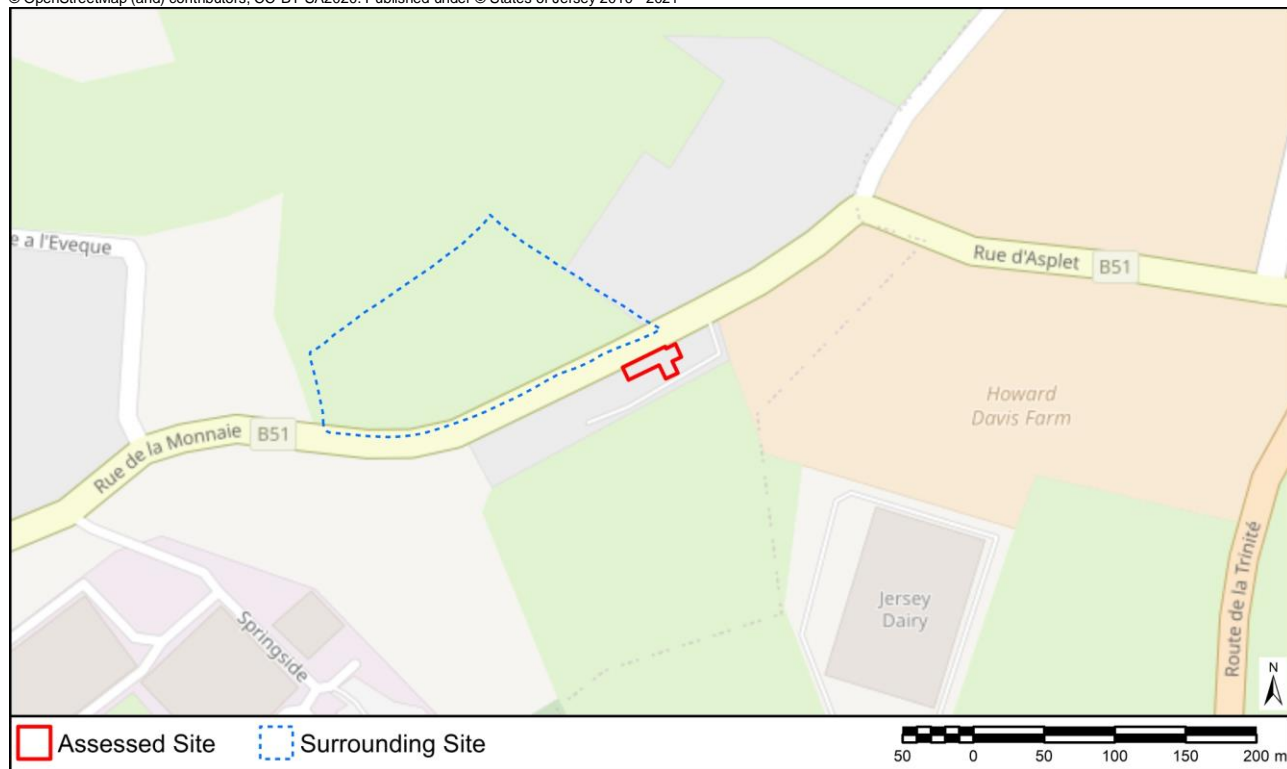 e a l'Eveque
Rue d'Asplet B51
Howard
Davis Farm
Rue de la Monnaie B51
Jersey
Dairy
Springside
Route de la Trinité
N
Assessed Site
Surrounding Site
50 0 50 100 150 200 m